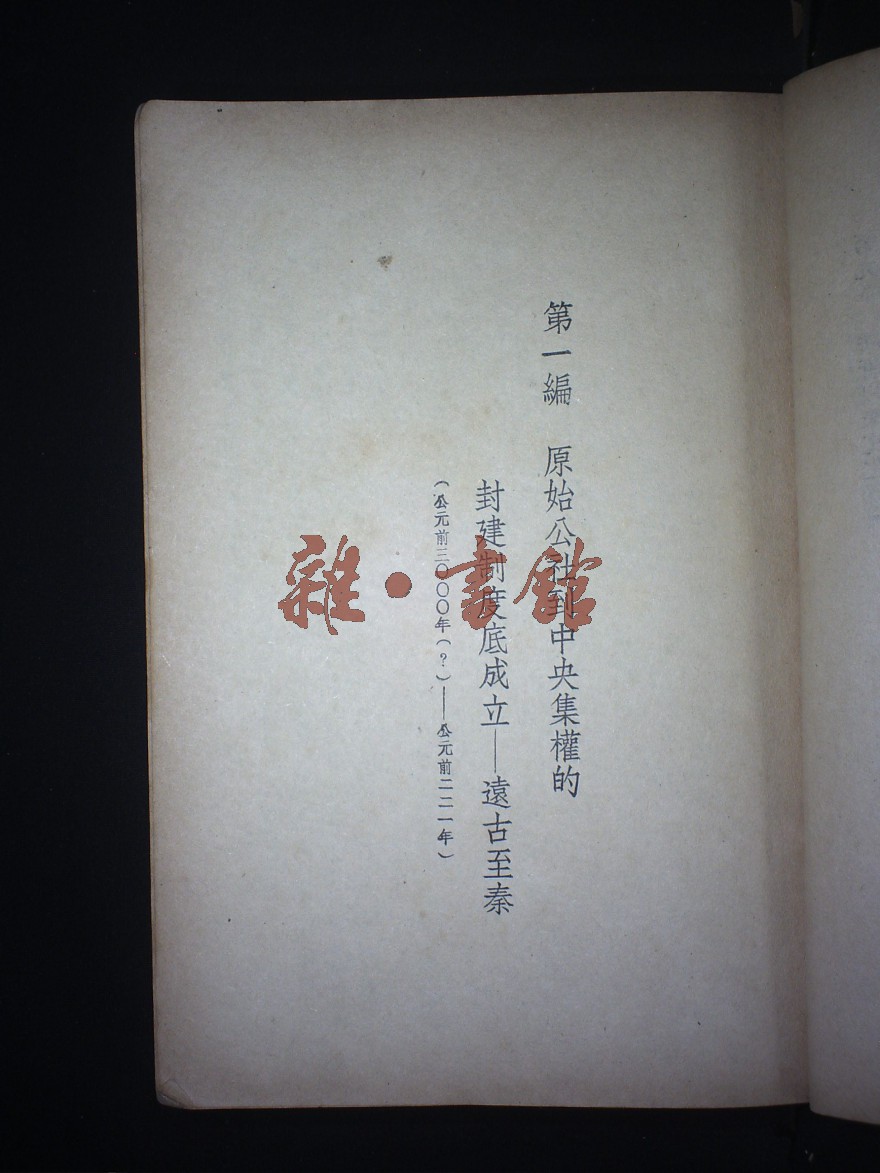 第一編　原始公社到中央集權的
封建制度底成立——遠古至秦
(公元前三〇〇〇年(?)——公元前二二一年)
雜·書館